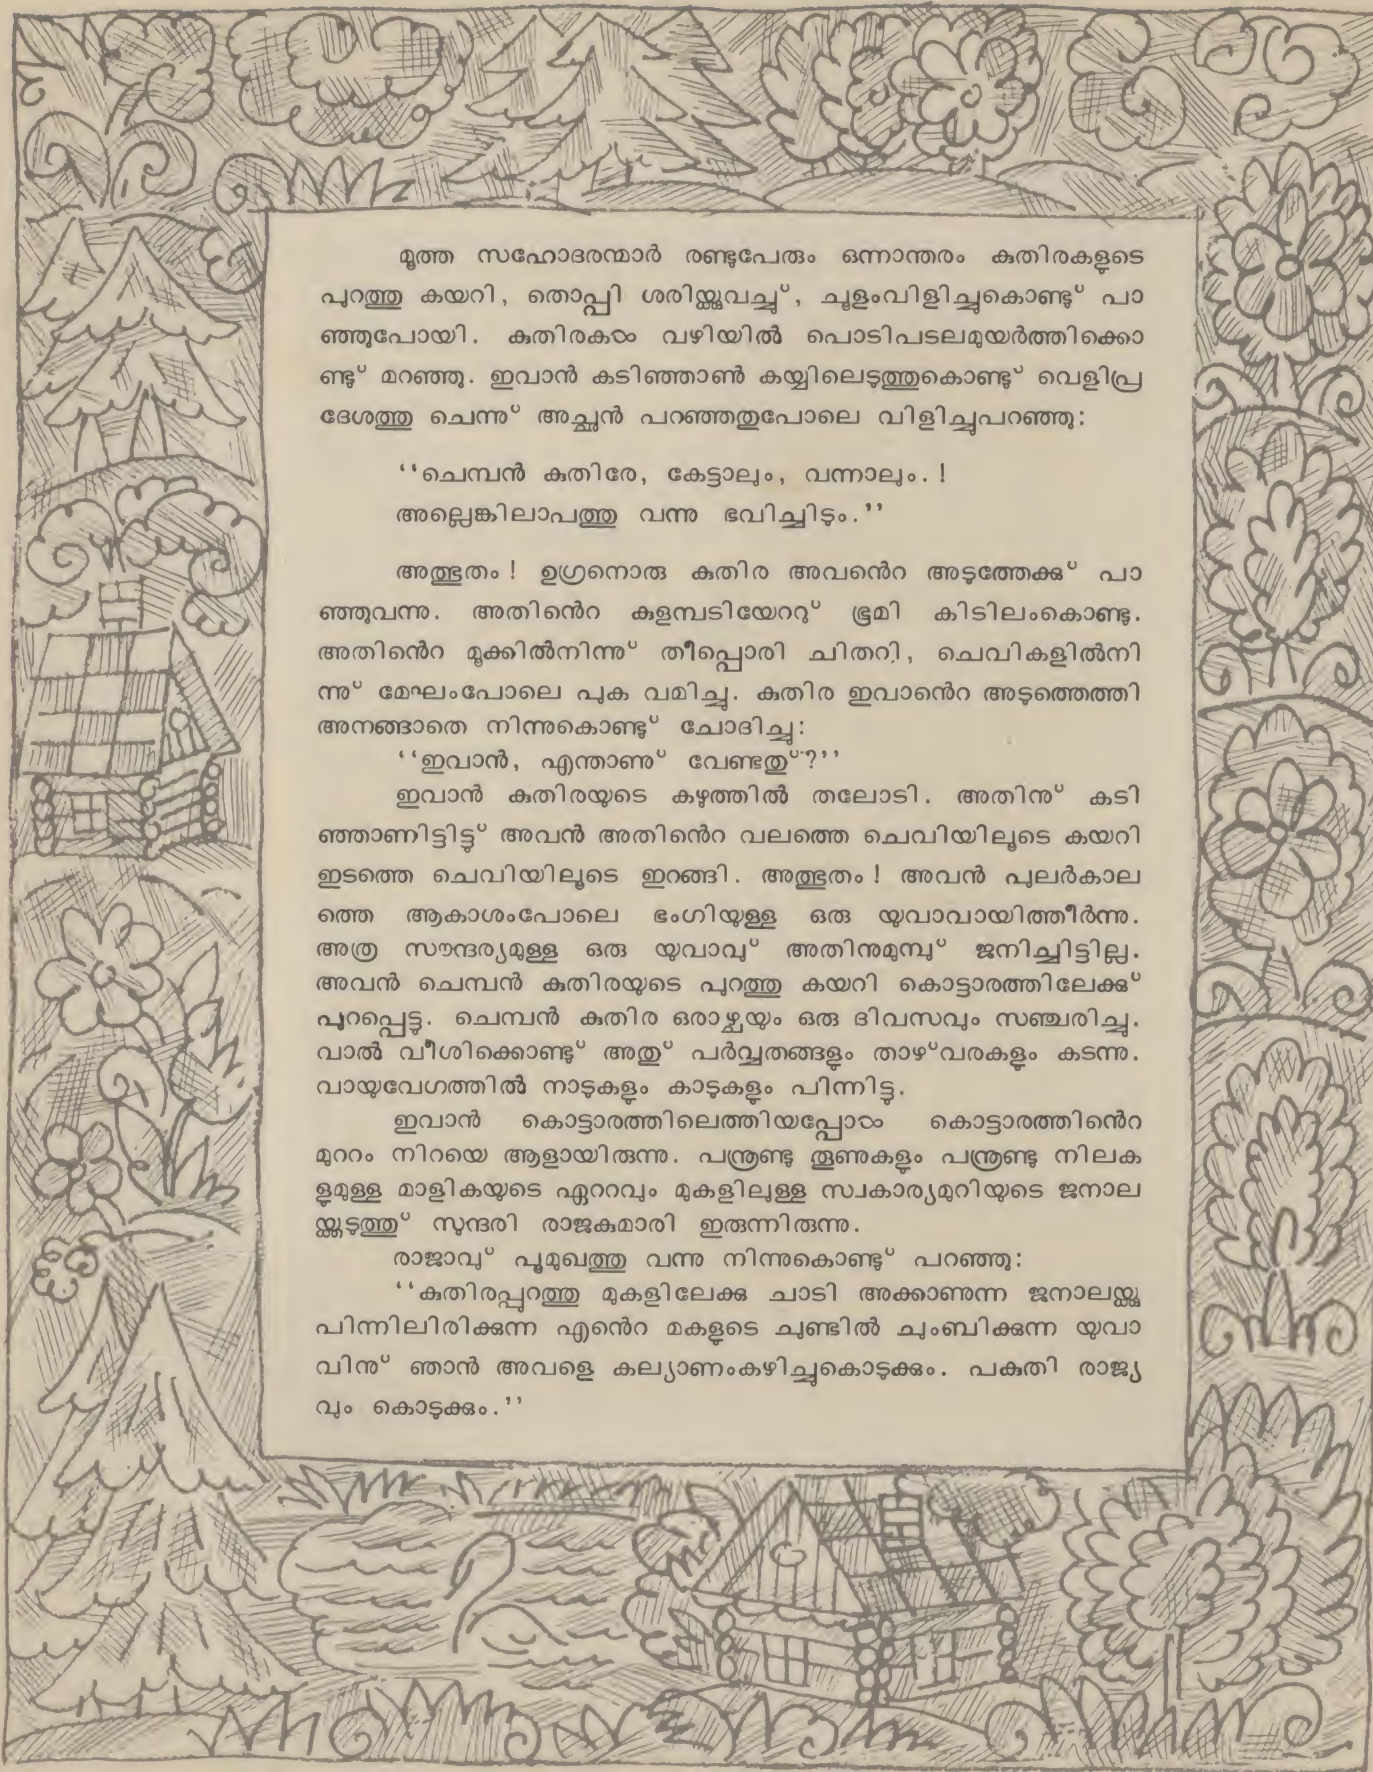 മൂത്ത സഹോദരന്മാർ രണ്ടുപേരും ഒന്നാന്തരം കുതിരകളുടെ
പുറത്തു കയറി, തൊപ്പി ശരിയ്ക്കുവച്ചു്, ചൂളംവിളിച്ചുകൊണ്ടു് പാ
ഞ്ഞുപോയി. കുതിരകൾ വഴിയിൽ പൊടിപടലമുയർത്തിക്കൊ
ണ്ടു് മറഞ്ഞു. ഇവാൻ കടിഞ്ഞാൺ കയ്യിലെടുത്തുകൊണ്ടു് വെളിപ്ര
ദേശത്തു ചെന്നു് അച്ഛൻ പറഞ്ഞതുപോലെ വിളിച്ചുപറഞ്ഞു:
‘‘ചെമ്പൻ കുതിരേ, കേട്ടാലും, വന്നാലും.!
അല്ലെങ്കിലാപത്തു വന്നു ഭവിച്ചിടും.’’
അത്ഭുതം! ഉഗ്രനൊരു കുതിര അവന്റെ അടുത്തേക്കു് പാ
ഞ്ഞുവന്നു. അതിന്റെ കുളമ്പടിയേററു് ഭൂമി കിടിലംകൊണ്ടു.
അതിന്റെ മൂക്കിൽനിന്നു് തീപ്പൊരി ചിതറി, ചെവികളിൽനി
ന്നു് മേഘംപോലെ പുക വമിച്ചു. കുതിര ഇവാന്റെ അടുത്തെത്തി
അനങ്ങാതെ നിന്നുകൊണ്ടു് ചോദിച്ചു:
‘‘ഇവാൻ, എന്താണു് വേണ്ടതു്?’’
ഇവാൻ കുതിരയുടെ കഴുത്തിൽ തലോടി. അതിനു് കടി
ഞ്ഞാണിട്ടിട്ടു് അവൻ അതിന്റെ വലത്തെ ചെവിയിലൂടെ കയറി
ഇടത്തെ ചെവിയിലൂടെ ഇറങ്ങി. അത്ഭുതം! അവൻ പുലർകാല
ത്തെ ആകാശംപോലെ ഭംഗിയുള്ള ഒരു യുവാവായിത്തീർന്നു.
അത്ര സൗന്ദര്യമുള്ള ഒരു യുവാവു് അതിനുമുമ്പു് ജനിച്ചിട്ടില്ല.
അവൻ ചെമ്പൻ കുതിരയുടെ പുറത്തു കയറി കൊട്ടാരത്തിലേക്കു്
പുറപ്പെട്ടു. ചെമ്പൻ കുതിര ഒരാഴ്ചയും ഒരു ദിവസവും സഞ്ചരിച്ചു.
വാൽ വീശിക്കൊണ്ടു് അതു് പർവ്വതങ്ങളും താഴ്‌വരകളും കടന്നു.
വായുവേഗത്തിൽ നാടുകളും കാടുകളും പിന്നിട്ടു.
ഇവാൻ കൊട്ടാരത്തിലെത്തിയപ്പോൾ കൊട്ടാരത്തിന്റെ
മുററം നിറയെ ആളായിരുന്നു. പന്ത്രണ്ടു തൂണുകളും പന്ത്രണ്ടു നിലക
ളുമുള്ള മാളികയുടെ ഏററവും മുകളിലുള്ള സ്വകാര്യമുറിയുടെ ജനാല
യ്ക്കടുത്തു് സുന്ദരി രാജകുമാരി ഇരുന്നിരുന്നു.
രാജാവു് പൂമുഖത്തു വന്നു നിന്നുകൊണ്ടു് പറഞ്ഞു:
‘‘കുതിരപ്പുറത്തു മുകളിലേക്കു ചാടി അക്കാണുന്ന ജനാലയ്ക്കു
പിന്നിലിരിക്കുന്ന എന്റെ മകളുടെ ചുണ്ടിൽ ചുംബിക്കുന്ന യുവാ
വിനു് ഞാൻ അവളെ കല്യാണംകഴിച്ചുകൊടുക്കും. പകുതി രാജ്യ
വും കൊടുക്കും.’’